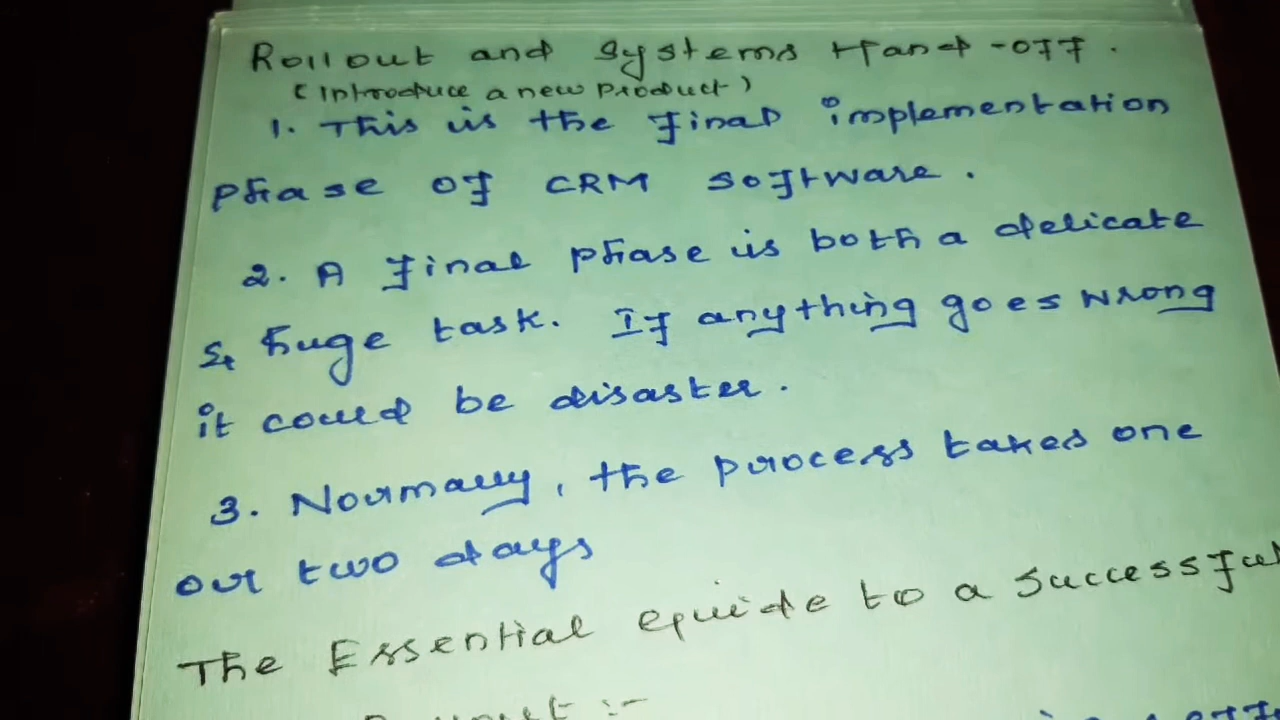 Rollout and Systems Hand-off.
(Introduce a new Product)
1. This is the final implementation
phase of CRM software.
2. A final phase is both a delicate
& huge task. If anything goes wrong
it could be disaster.
3. Normally, the process takes one
or two days
The Essential guide to a successful